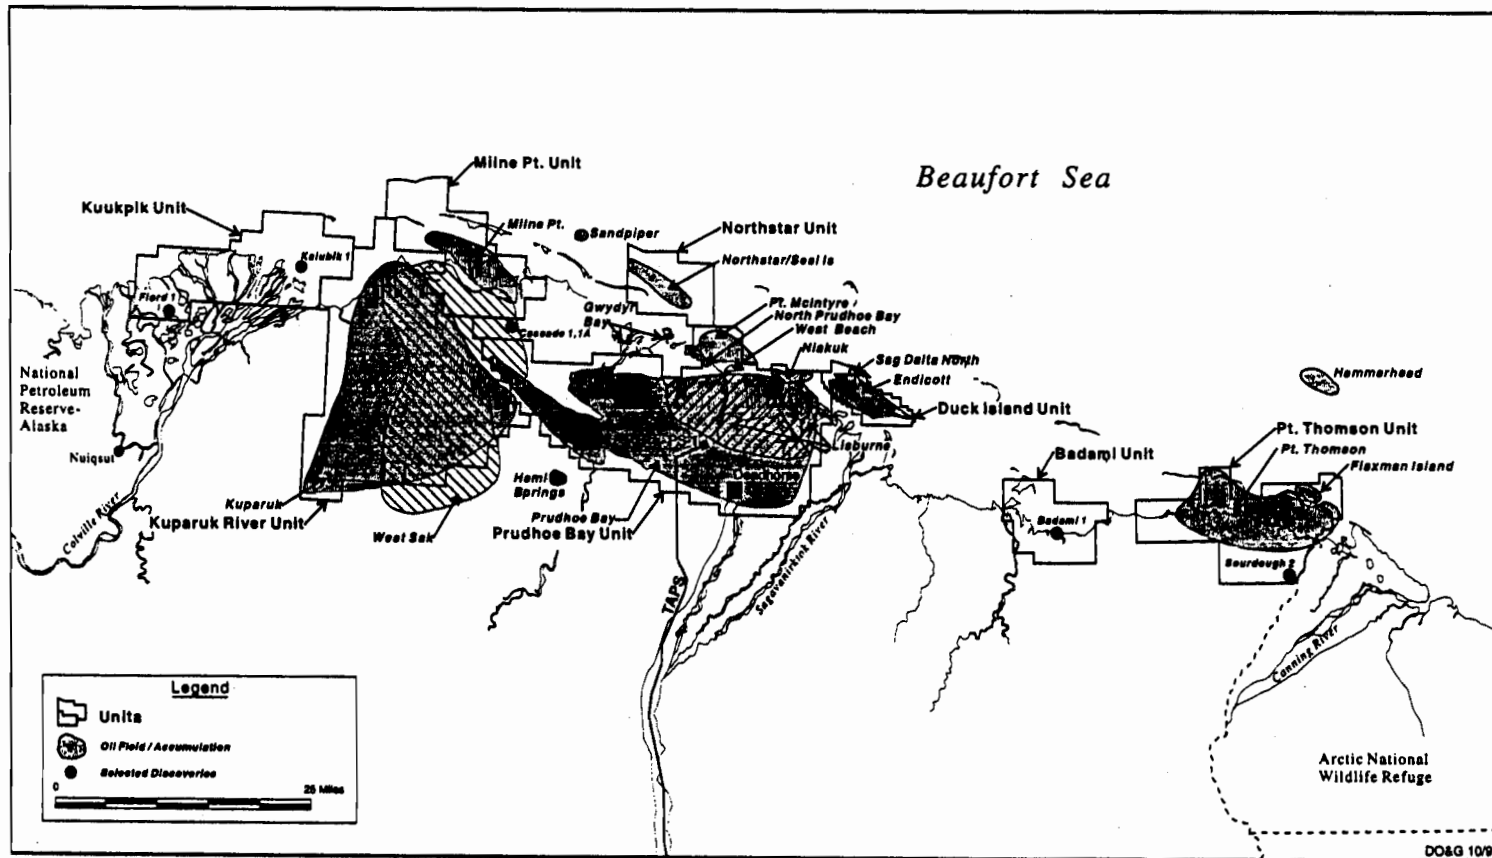 Beaufort Sea
Milne Pt. Unit
Kuukpik Unit
Milne Pt.
Sandpiper
Northstar Unit
Northstar/Seal Is
Kalubik 1
Fiord 1
Gwydyr
Bay
Pt. McIntyre
North Prudhoe Bay
West Beach
Niakuk
Cascade 1,1A
Sag Delta North
Endicott
Duck Island Unit
Hammerhead
National
Petroleum
Reserve-
Alaska
Nuiqsut
Lisburne
Pt. Thomson Unit
Pt. Thomson
Flaxman Island
Badami Unit
Badami 1
Deadhorse
Heml
Springs
Kuparuk
Kuparuk River Unit
Colville River
West Sak
Prudhoe Bay
Prudhoe Bay Unit
Sourdough 2
TAPS
Sagavanirktok River
Canning River
Arctic National
Wildlife Refuge
Legend
Units
Oil Field / Accumulation
Selected Discoveries
0
25 Miles
DO&G 10/9